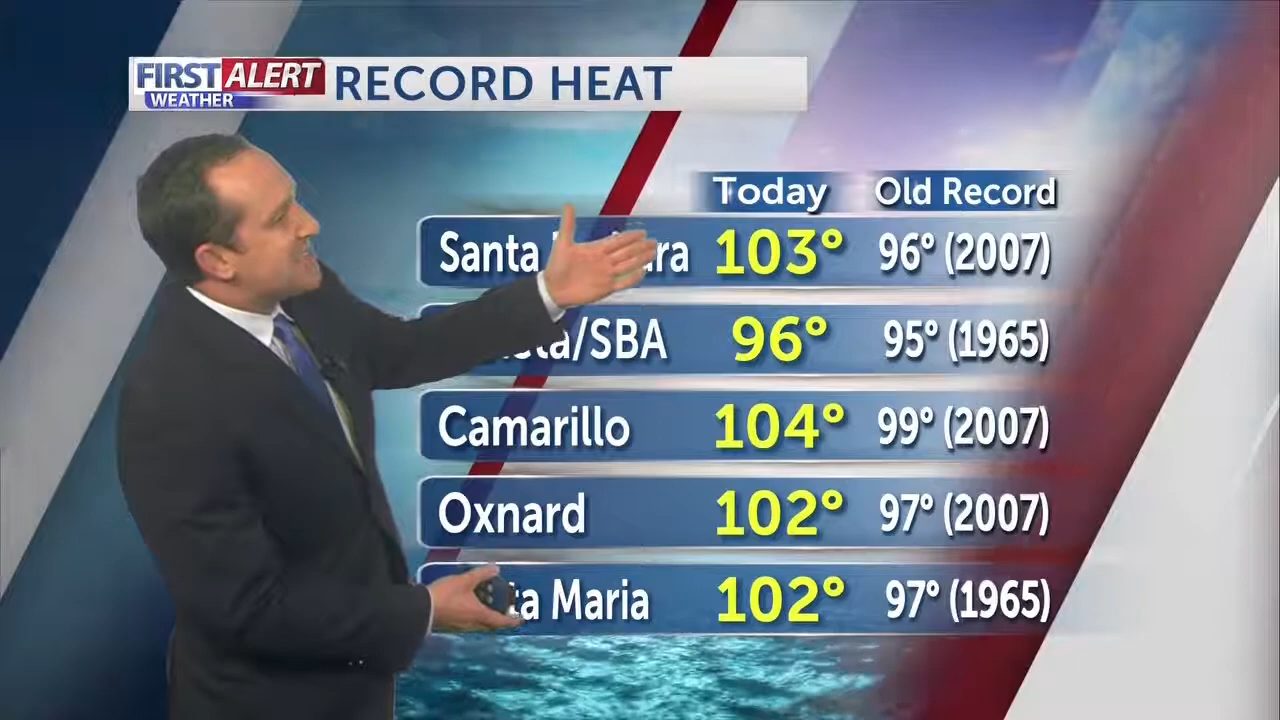 FIRST ALERT
WEATHER
RECORD HEAT
Today Old Record
Santa 103° 96° (2007)
/SBA 96° 95° (1965)
Camarillo 104° 99° (2007)
Oxnard 102° 97° (2007)
Maria 102° 97° (1965)